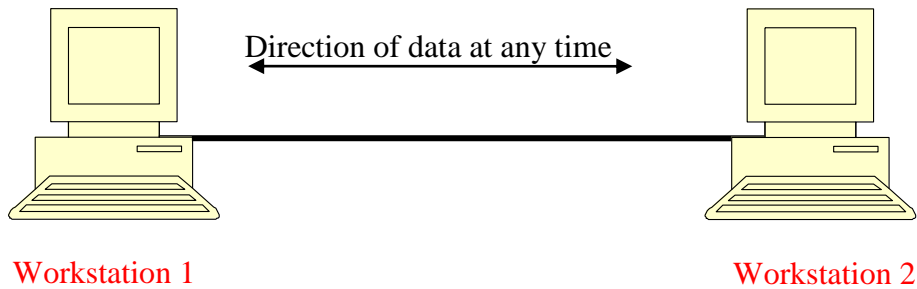 Direction of data at any time
Workstation 1
Workstation 2